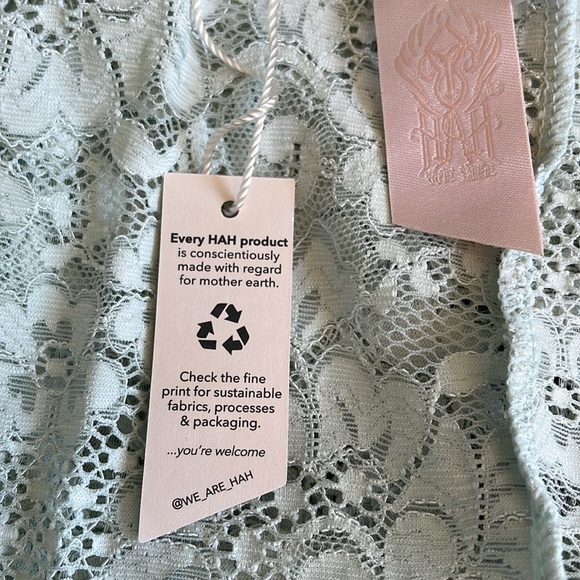 Every HAH product
is conscientiously
made with regard
for mother earth.
Check the fine
print for sustainable
fabrics, processes
& packaging.
...you're welcome
@WE_ARE_HAH
HAH